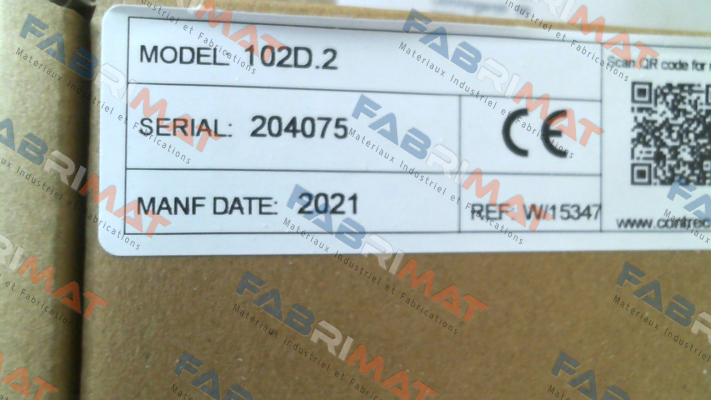 MODEL: 102D.2
Scan QR code for
SERIAL: 204075
CE
MANF DATE: 2021
REF: W/15347
www.contrec
FABRIMAT
Materiaux Industriel et Fabrications